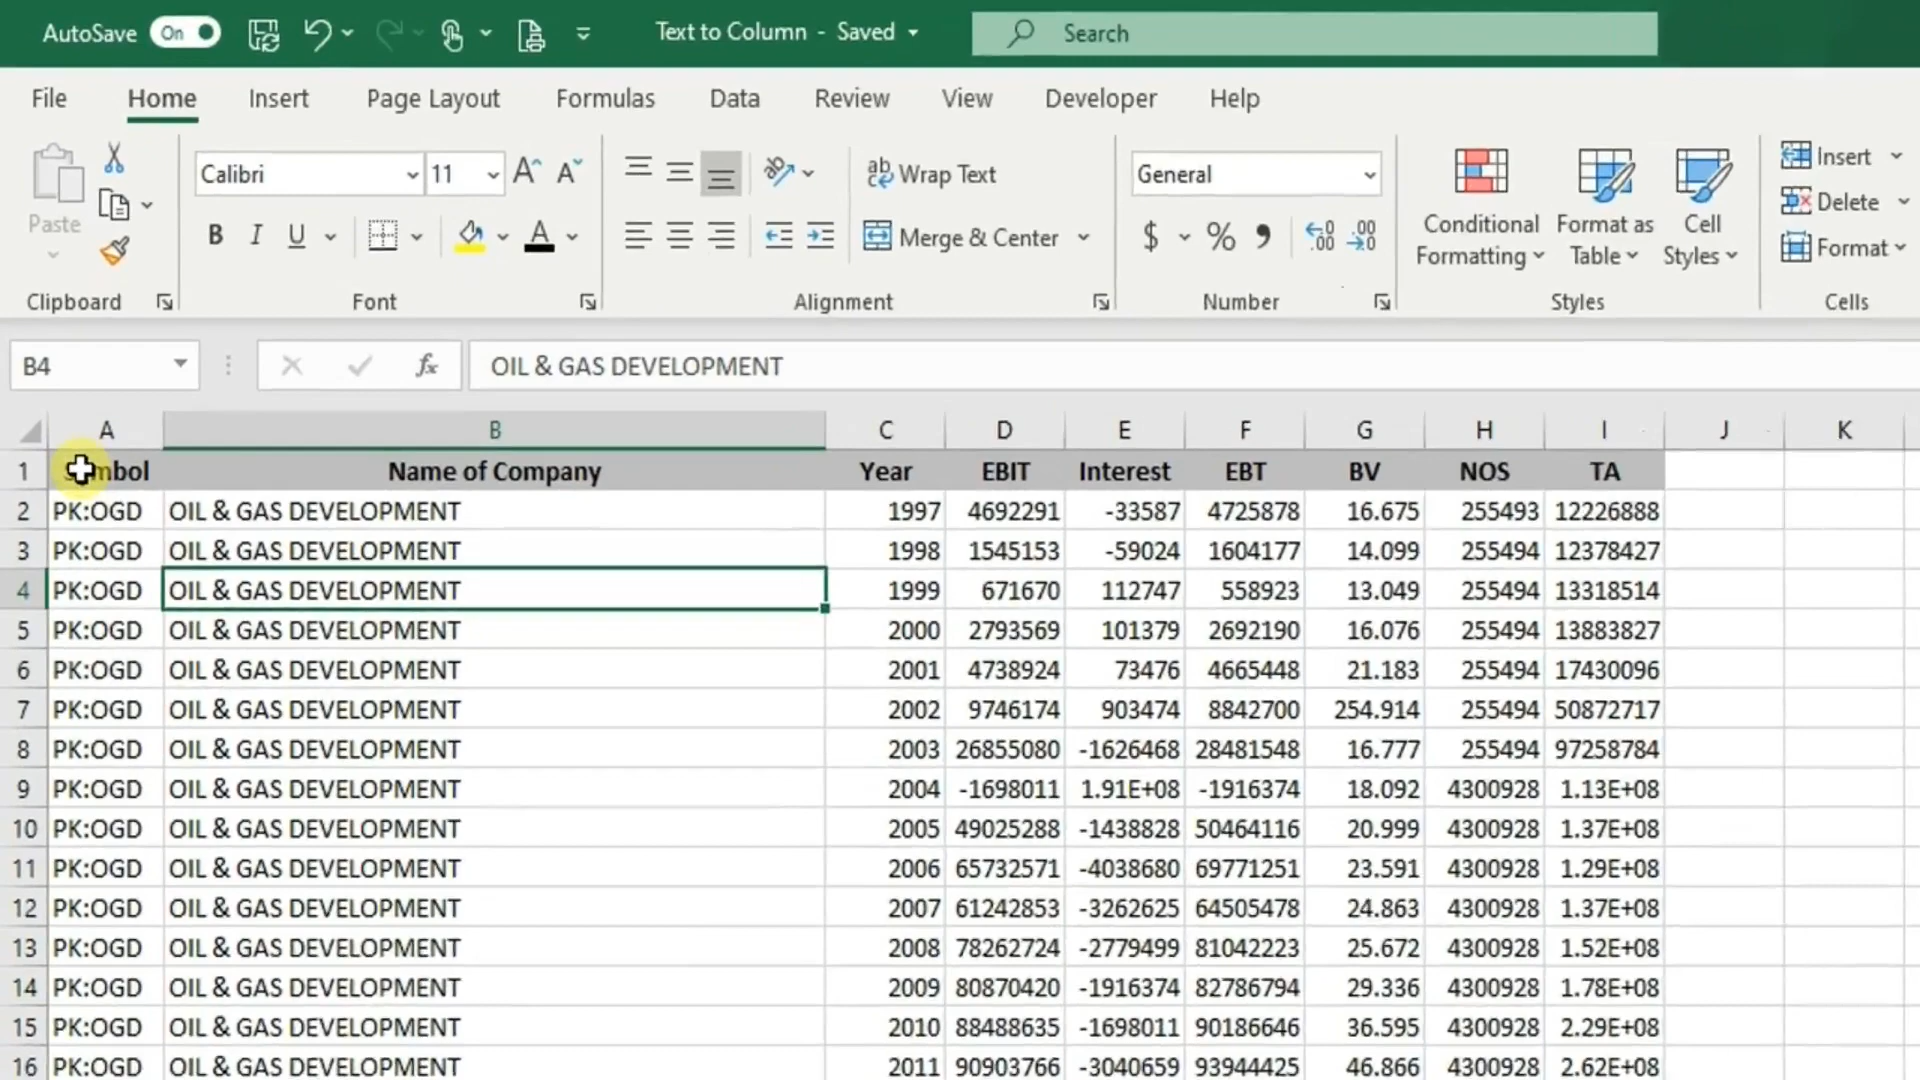 AutoSave On Text to Column - Saved Search
File Home Insert Page Layout Formulas Data Review View Developer Help
Paste Calibri 11 A A ab Wrap Text General Conditional Formatting Format as Table Cell Styles Insert
B I U A Merge & Center $ % .00 .00 Delete
Format
Clipboard Font Alignment Number Styles Cells
B4 fx OIL & GAS DEVELOPMENT
A B C D E F G H I J K
1 Name of Company Year EBIT Interest EBT BV NOS TA
2 PK:OGD OIL & GAS DEVELOPMENT 1997 4692291 -33587 4725878 16.675 255493 12226888
3 PK:OGD OIL & GAS DEVELOPMENT 1998 1545153 -59024 1604177 14.099 255494 12378427
4 PK:OGD OIL & GAS DEVELOPMENT 1999 671670 112747 558923 13.049 255494 13318514
5 PK:OGD OIL & GAS DEVELOPMENT 2000 2793569 101379 2692190 16.076 255494 13883827
6 PK:OGD OIL & GAS DEVELOPMENT 2001 4738924 73476 4665448 21.183 255494 17430096
7 PK:OGD OIL & GAS DEVELOPMENT 2002 9746174 903474 8842700 254.914 255494 50872717
8 PK:OGD OIL & GAS DEVELOPMENT 2003 26855080 -1626468 28481548 16.777 255494 97258784
9 PK:OGD OIL & GAS DEVELOPMENT 2004 -1698011 1.91E+08 -1916374 18.092 4300928 1.13E+08
10 PK:OGD OIL & GAS DEVELOPMENT 2005 49025288 -1438828 50464116 20.999 4300928 1.37E+08
11 PK:OGD OIL & GAS DEVELOPMENT 2006 65732571 -4038680 69771251 23.591 4300928 1.29E+08
12 PK:OGD OIL & GAS DEVELOPMENT 2007 61242853 -3262625 64505478 24.863 4300928 1.37E+08
13 PK:OGD OIL & GAS DEVELOPMENT 2008 78262724 -2779499 81042223 25.672 4300928 1.52E+08
14 PK:OGD OIL & GAS DEVELOPMENT 2009 80870420 -1916374 82786794 29.336 4300928 1.78E+08
15 PK:OGD OIL & GAS DEVELOPMENT 2010 88488635 -1698011 90186646 36.595 4300928 2.29E+08
16 PK:OGD OIL & GAS DEVELOPMENT 2011 90903766 -3040659 93944425 46.866 4300928 2.62E+08